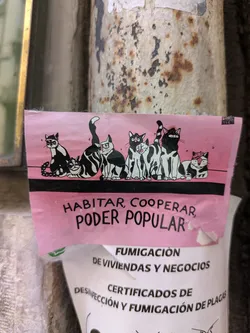 HABITAR, COOPERAR,
PODER POPULAR
FUMIGACIÓN
DE VIVIENDAS Y NEGOCIOS
CERTIFICADOS DE
DESINFECCIÓN Y FUMIGACIÓN DE PLAGAS